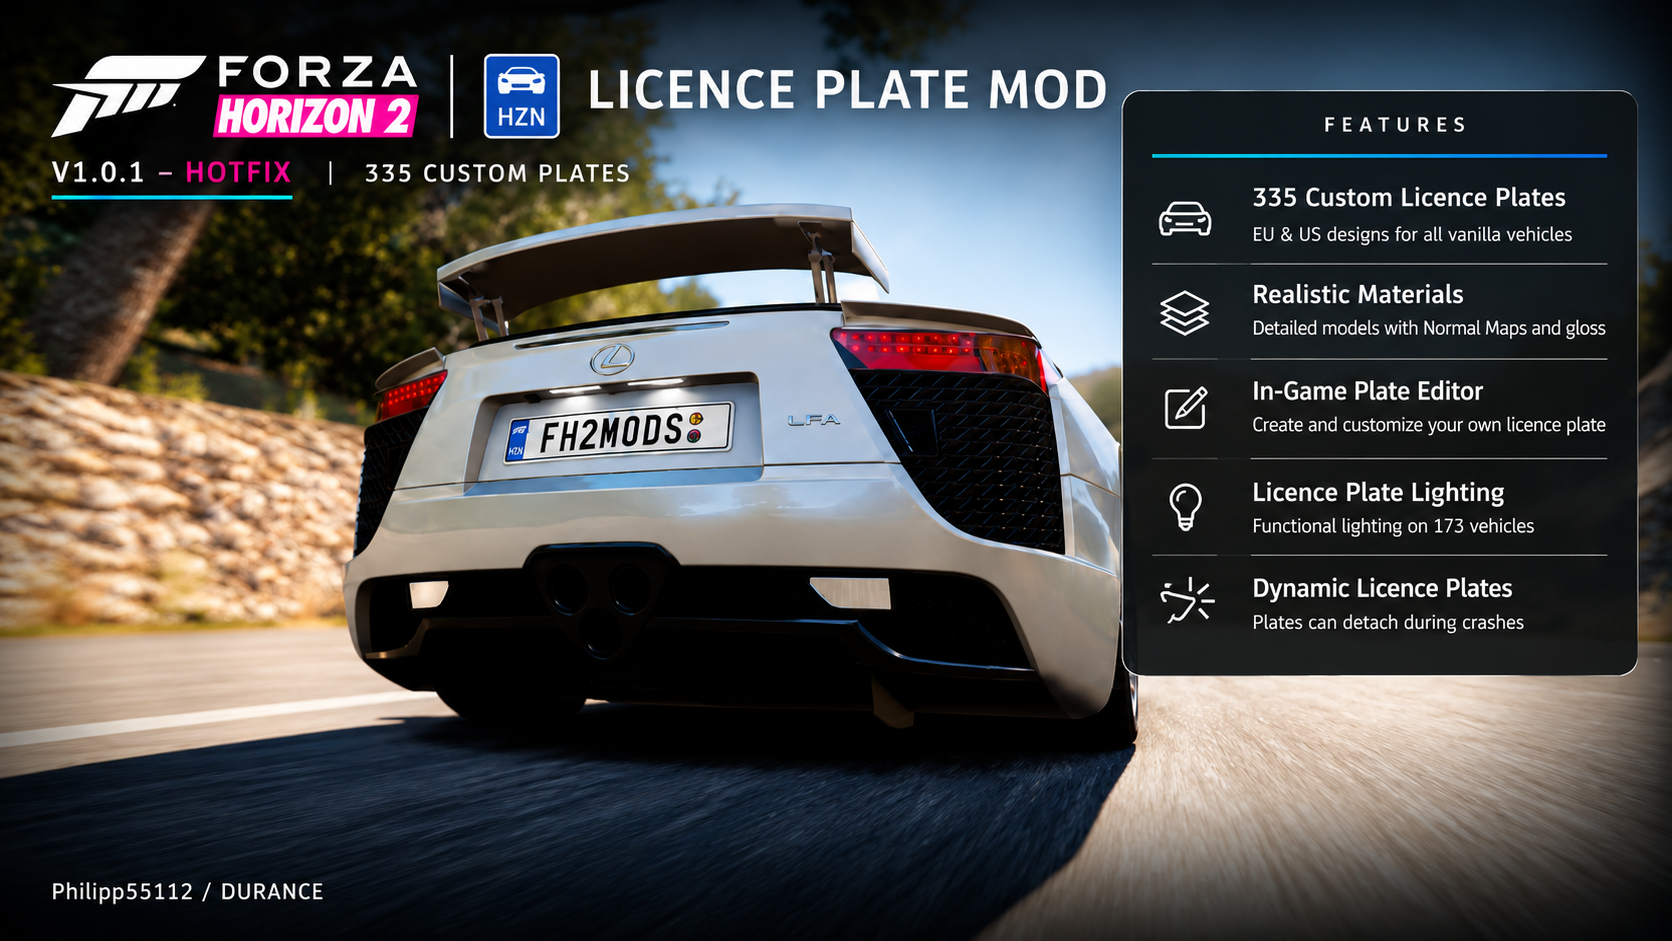 FORZA
HORIZON 2
HZN
LICENCE PLATE MOD
V1.0.1 – HOTFIX | 335 CUSTOM PLATES
FH2MODS
HZN
LFA
FEATURES
335 Custom Licence Plates
EU & US designs for all vanilla vehicles
Realistic Materials
Detailed models with Normal Maps and gloss
In-Game Plate Editor
Create and customize your own licence plate
Licence Plate Lighting
Functional lighting on 173 vehicles
Dynamic Licence Plates
Plates can detach during crashes
Philipp55112 / DURANCE